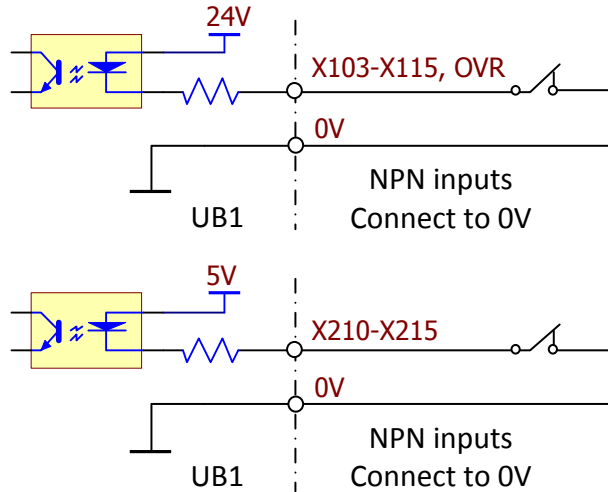 24V
X103-X115, OVR
0V
NPN inputs
UB1
Connect to 0V
5V
X210-X215
0V
NPN inputs
UB1
Connect to 0V